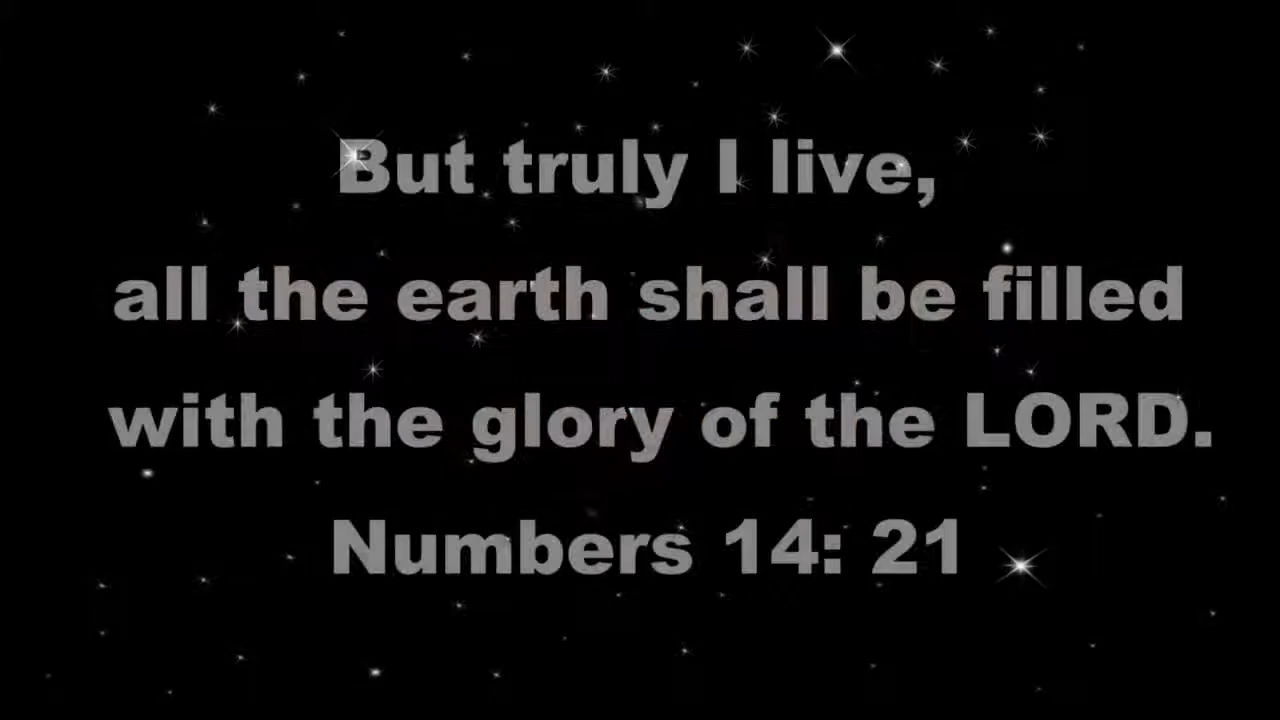 But truly I live,
all the earth shall be filled
with the glory of the LORD.
Numbers 14: 21